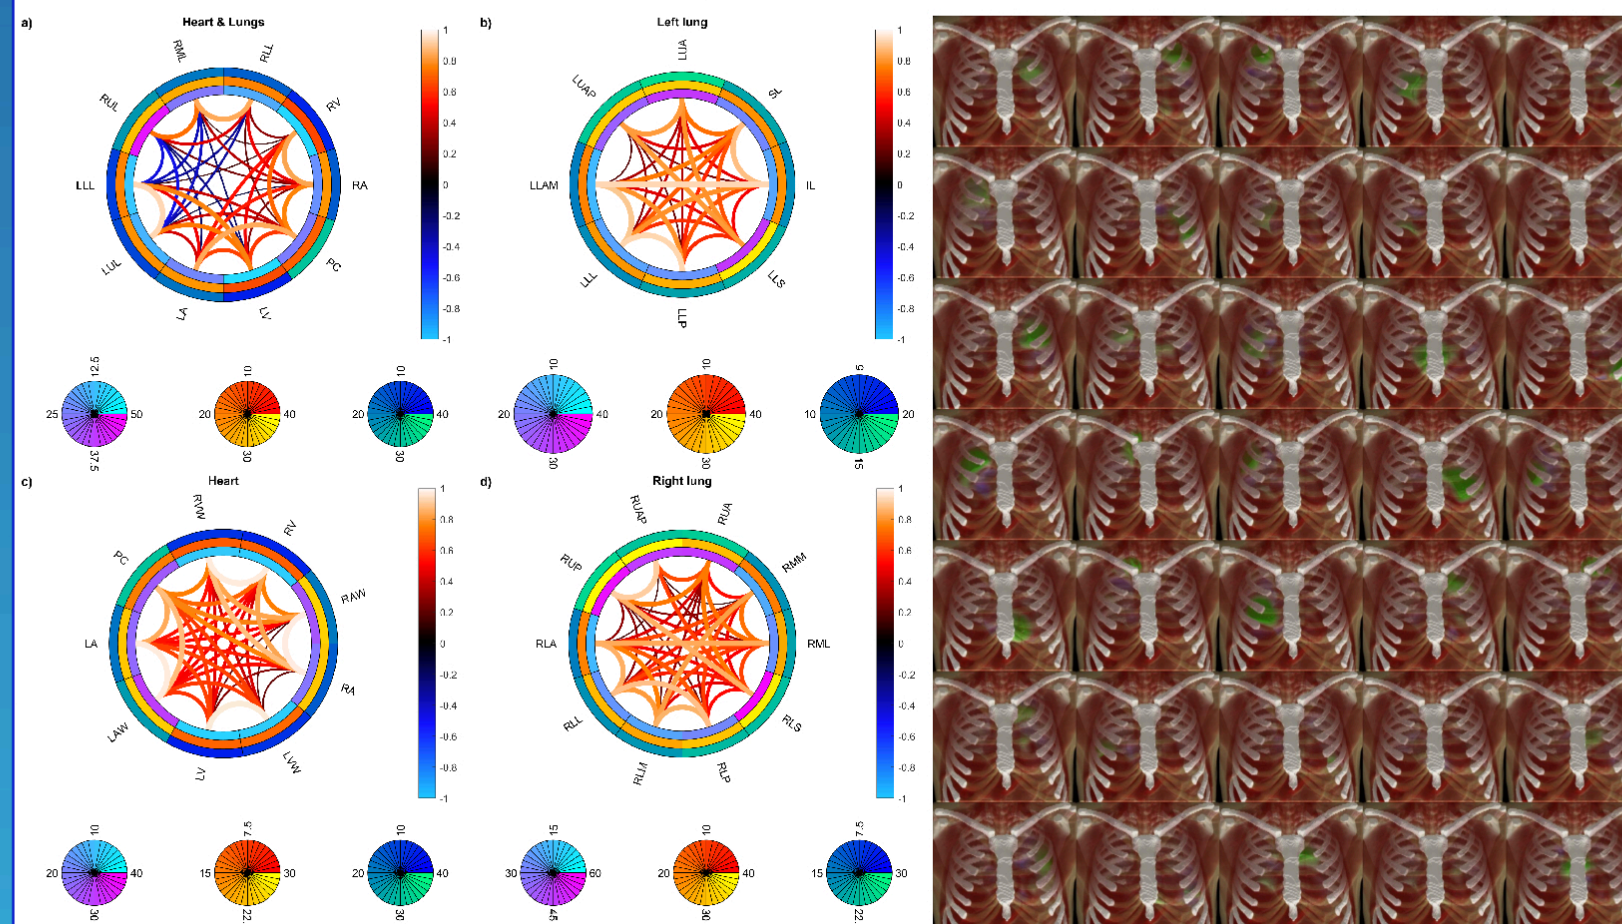 a)
Heart & Lungs
RML
RLL
RUL
RV
LLL
RA
LUL
PC
LA
LV
1
0.8
0.6
0.4
0.2
0
-0.2
-0.4
-0.6
-0.8
-1
12.5
25
50
37.5
10
20
40
30
10
20
40
30
b)
Left lung
LUA
LUAP
SL
LLAM
IL
LLL
LLS
LLP
1
0.8
0.6
0.4
0.2
0
-0.2
-0.4
-0.6
-0.8
-1
10
20
40
30
10
20
40
30
5
10
20
15
c)
Heart
RVW
RV
PC
RAW
LA
RA
LAW
LVW
LV
1
0.8
0.6
0.4
0.2
0
-0.2
-0.4
-0.6
-0.8
-1
10
20
40
30
7.5
15
30
22.
10
20
40
30
d)
Right lung
RUAP
RUA
RUP
RMM
RLA
RML
RLL
RLS
RLM
RLP
1
0.8
0.6
0.4
0.2
0
-0.2
-0.4
-0.6
-0.8
-1
15
30
60
45
10
20
40
30
7.5
15
30
22.